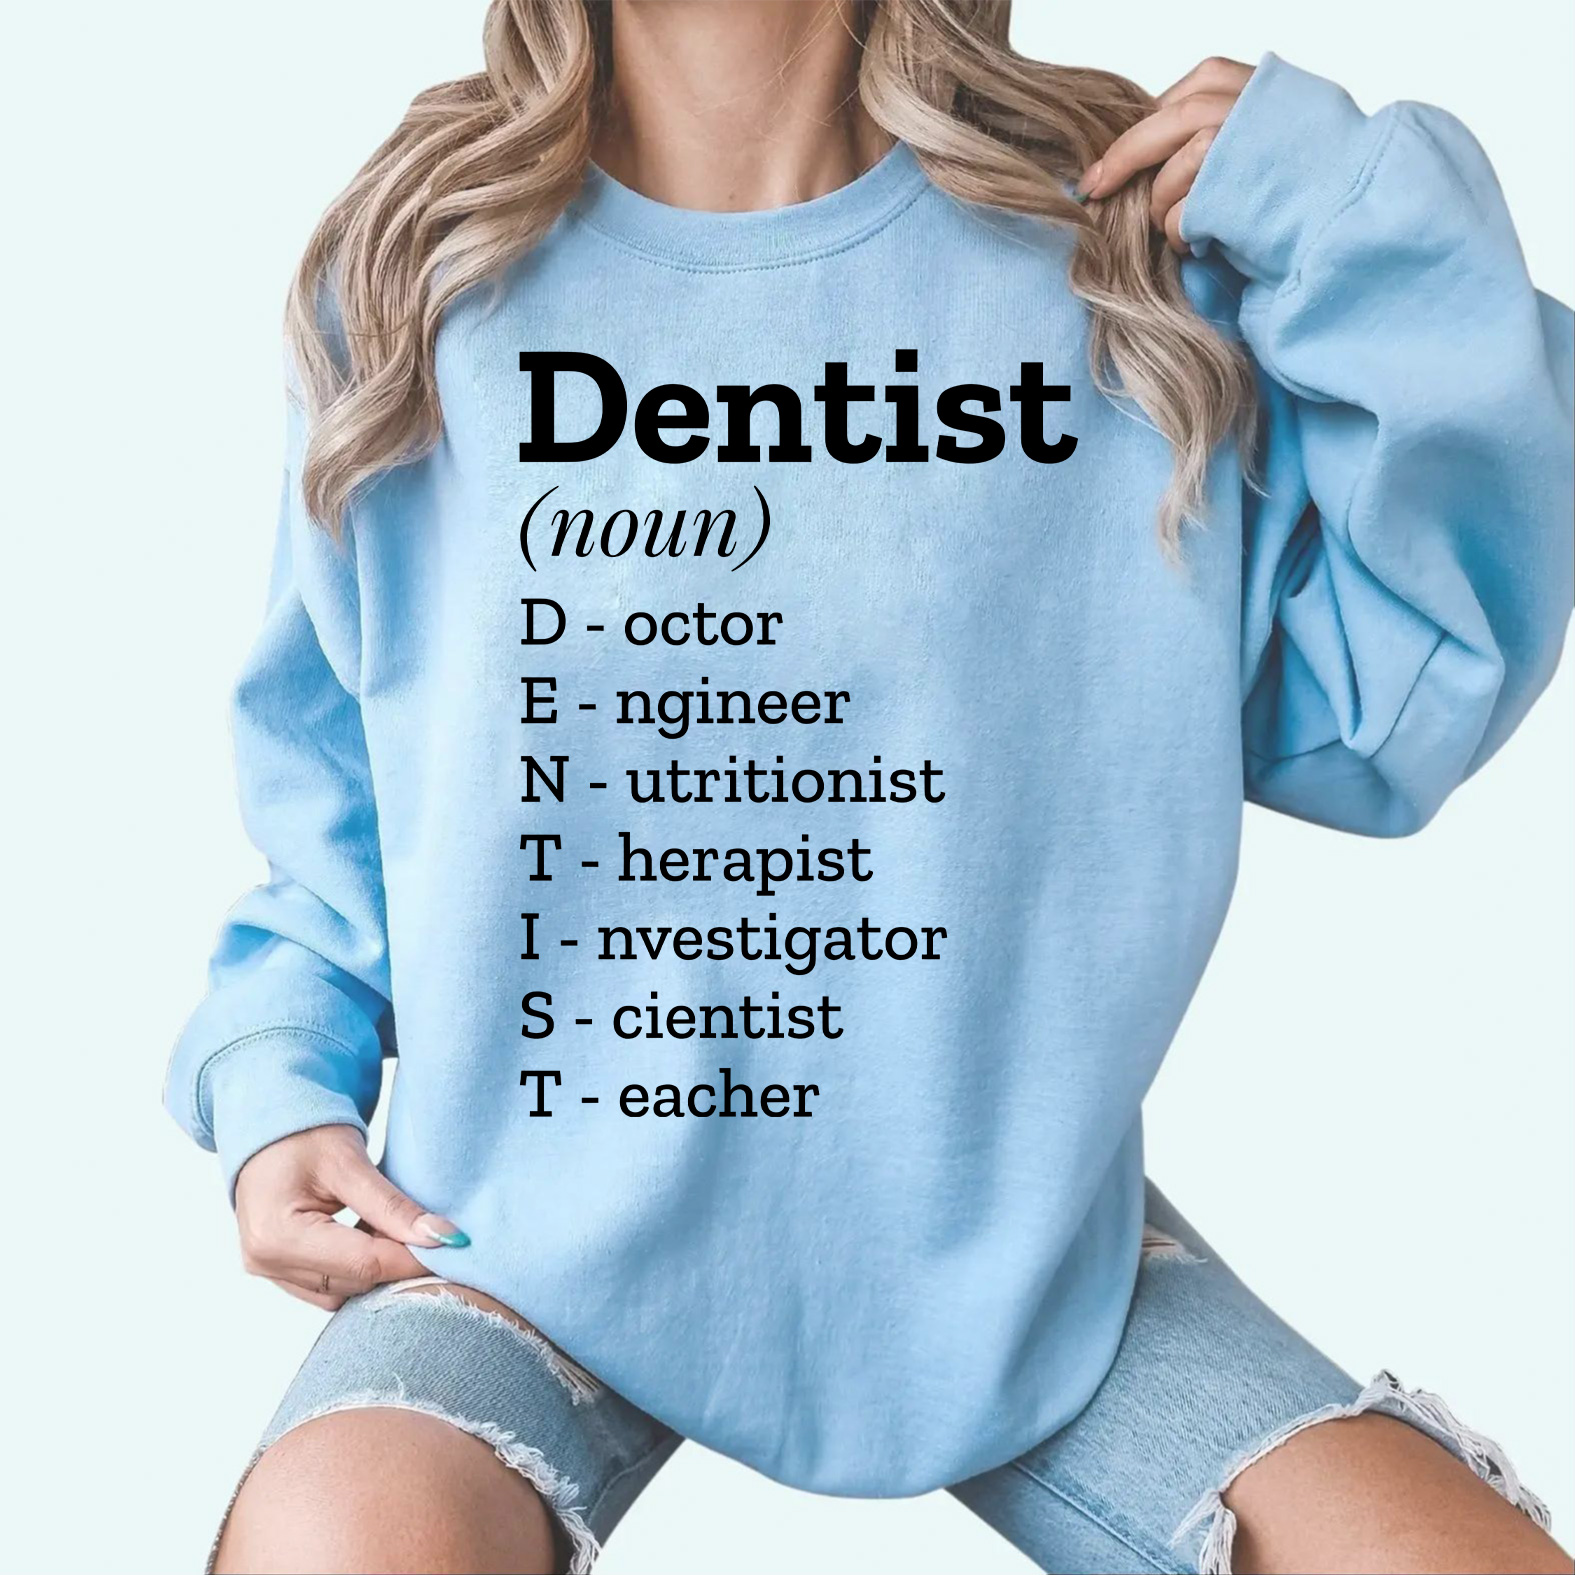 Dentist
(noun)
D - octor
E - ngineer
N - utritionist
T - herapist
I - nvestigator
S - cientist
T - eacher